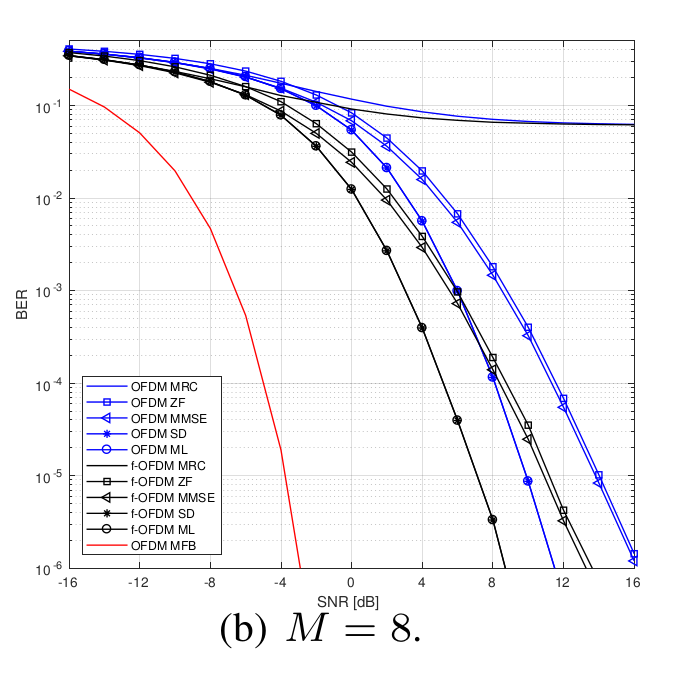 10^-1
10^-2
10^-3
10^-4
10^-5
10^-6
BER
OFDM MRC
OFDM ZF
OFDM MMSE
OFDM SD
OFDM ML
f-OFDM MRC
f-OFDM ZF
f-OFDM MMSE
f-OFDM SD
f-OFDM ML
OFDM MFB
-16 -12 -8 -4 0 4 8 12 16
SNR [dB]
(b) M = 8.